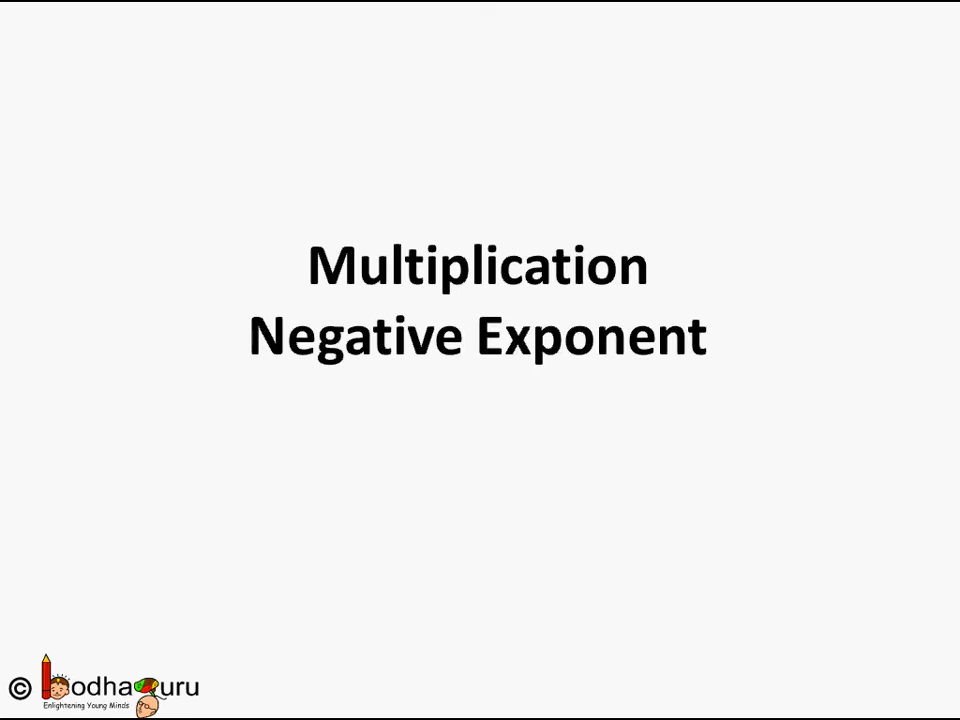 Multiplication
Negative Exponent
© BodhaGuru
Enlightening Young Minds